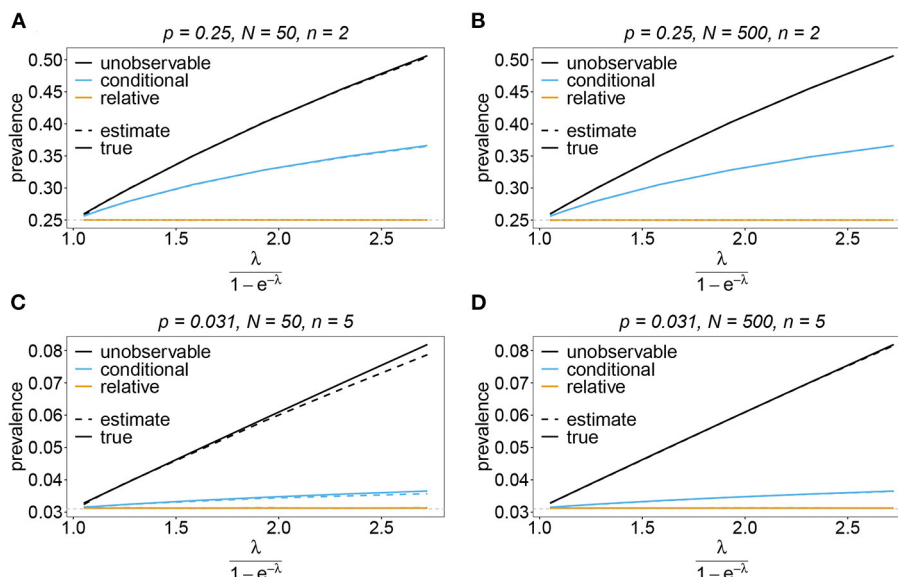 A
p = 0.25, N = 50, n = 2
prevalence
0.50
0.45
0.40
0.35
0.30
0.25
unobservable
conditional
relative
estimate
true
1.0 1.5 2.0 2.5
λ
1 − e−λ
B
p = 0.25, N = 500, n = 2
prevalence
0.50
0.45
0.40
0.35
0.30
0.25
unobservable
conditional
relative
estimate
true
1.0 1.5 2.0 2.5
λ
1 − e−λ
C
p = 0.031, N = 50, n = 5
prevalence
0.08
0.07
0.06
0.05
0.04
0.03
unobservable
conditional
relative
estimate
true
1.0 1.5 2.0 2.5
λ
1 − e−λ
D
p = 0.031, N = 500, n = 5
prevalence
0.08
0.07
0.06
0.05
0.04
0.03
unobservable
conditional
relative
estimate
true
1.0 1.5 2.0 2.5
λ
1 − e−λ